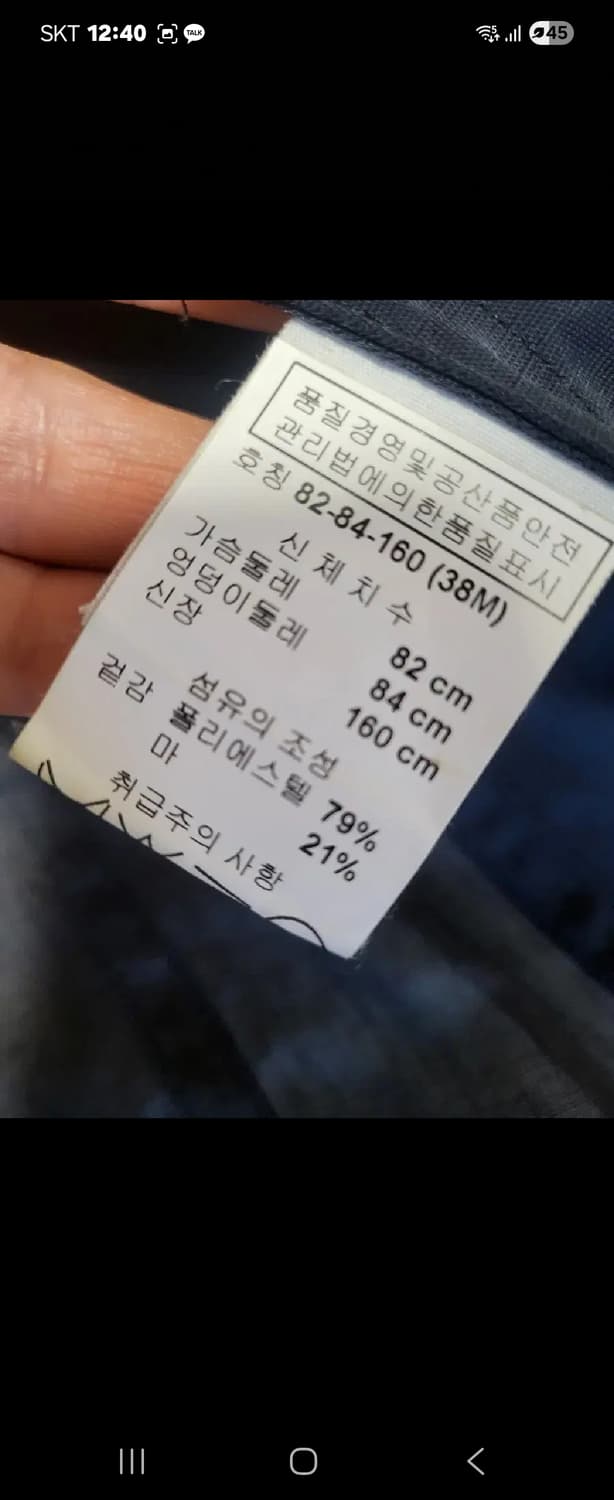 SKT 12:40 TALK 5 45
품질경영및공산품안전
관리법에의한품질표시
호칭 82-84-160 (38M)
신 체 치 수
가슴둘레 82 cm
엉덩이둘레 84 cm
신장 160 cm
섬유의 조성
겉감 폴리에스텔 79%
마 21%
취급주의 사항